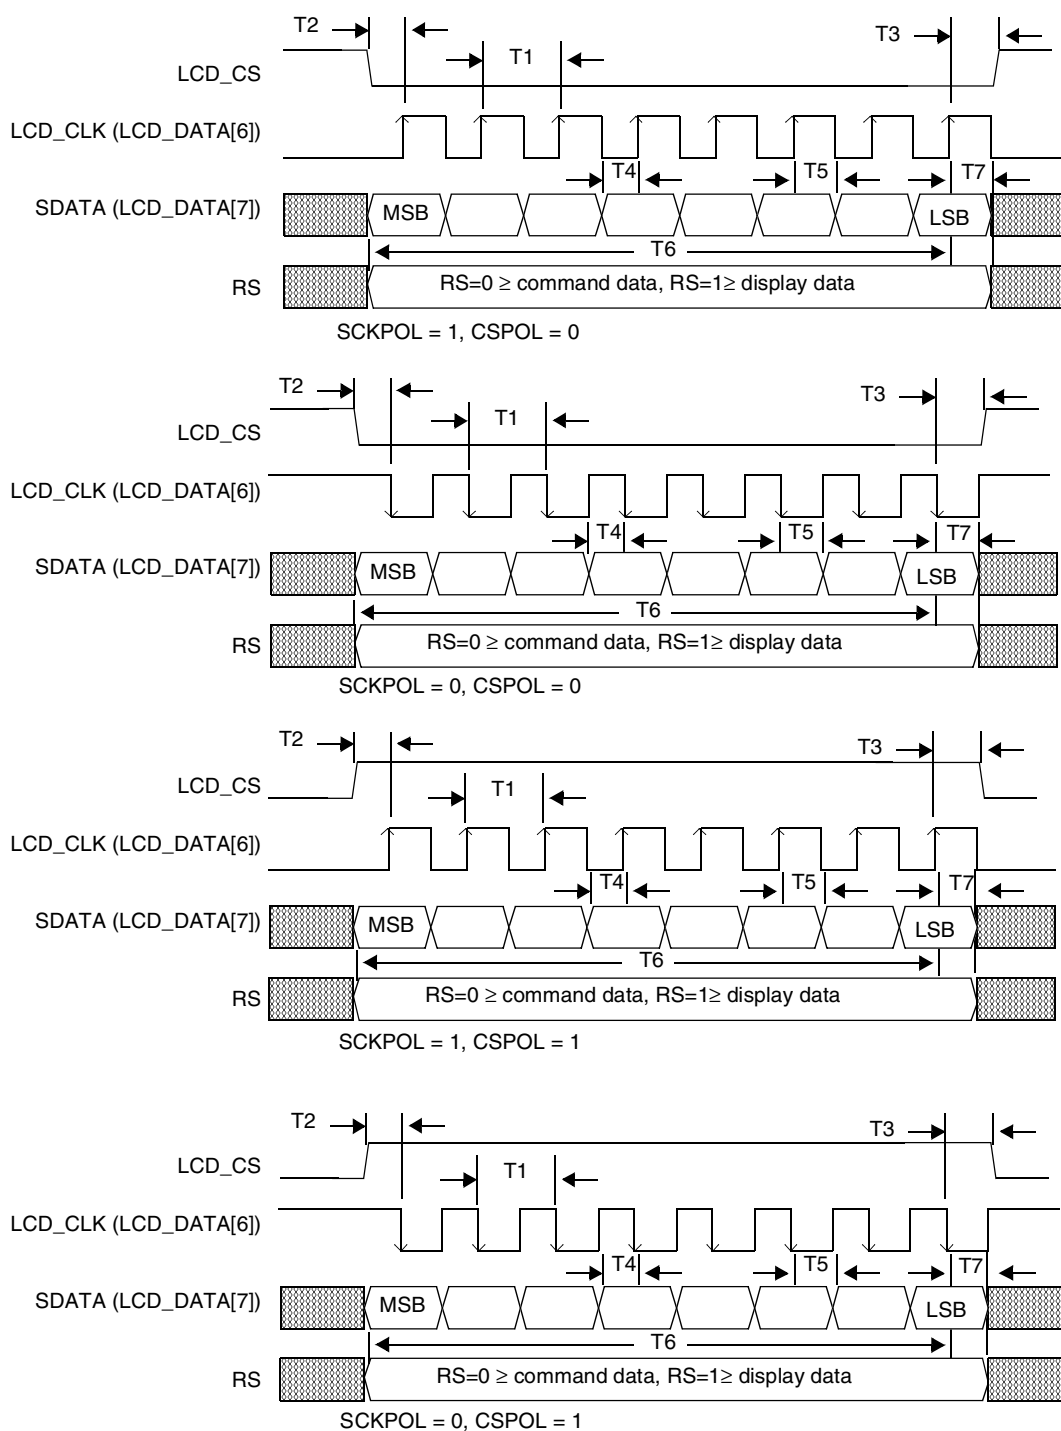 T2
T3
T1
LCD_CS
LCD_CLK (LCD_DATA[6])
T4
T5
T7
SDATA (LCD_DATA[7])
MSB
LSB
T6
RS
RS=0 ≥ command data, RS=1≥ display data
SCKPOL = 1, CSPOL = 0
T2
T3
T1
LCD_CS
LCD_CLK (LCD_DATA[6])
T4
T5
T7
SDATA (LCD_DATA[7])
MSB
LSB
T6
RS
RS=0 ≥ command data, RS=1≥ display data
SCKPOL = 0, CSPOL = 0
T2
T3
T1
LCD_CS
LCD_CLK (LCD_DATA[6])
T4
T5
T7
SDATA (LCD_DATA[7])
MSB
LSB
T6
RS
RS=0 ≥ command data, RS=1≥ display data
SCKPOL = 1, CSPOL = 1
T2
T3
T1
LCD_CS
LCD_CLK (LCD_DATA[6])
T4
T5
T7
SDATA (LCD_DATA[7])
MSB
LSB
T6
RS
RS=0 ≥ command data, RS=1≥ display data
SCKPOL = 0, CSPOL = 1